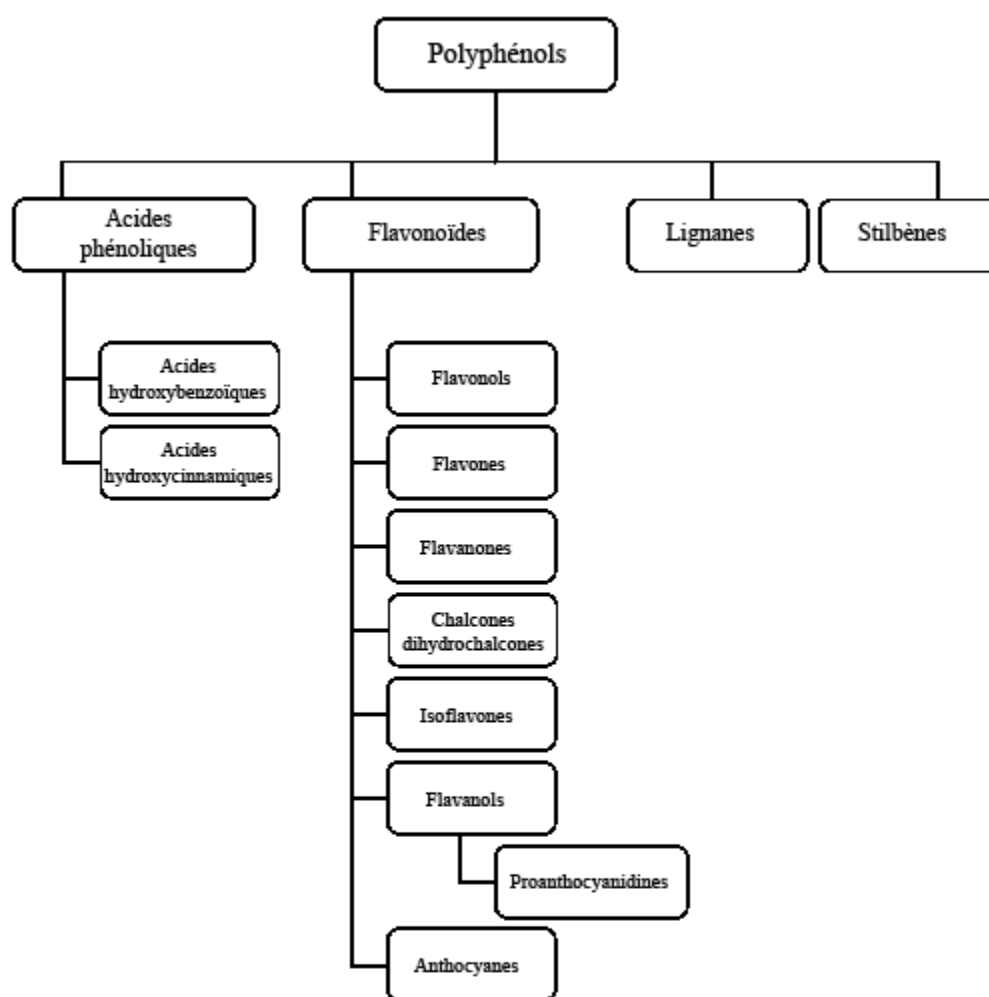 Polyphénols
Acides
phénoliques
Flavonoïdes
Lignanes
Stilbènes
Acides
hydroxybenzoïques
Acides
hydroxycinnamiques
Flavonols
Flavones
Flavanones
Chalcones
dihydrochalcones
Isoflavones
Flavanols
Proanthocyanidines
Anthocyanes